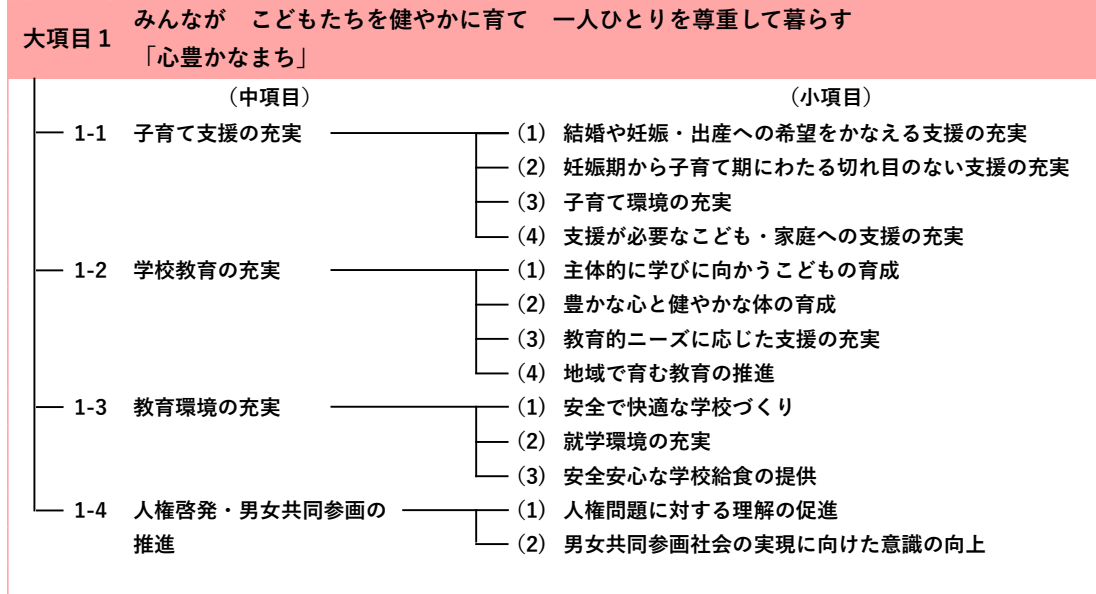 大項目1 みんなが こどもたちを健やかに育て 一人ひとりを尊重して暮らす
「心豊かなまち」
（中項目） （小項目）
1-1 子育て支援の充実 （1） 結婚や妊娠・出産への希望をかなえる支援の充実
（2） 妊娠期から子育て期にわたる切れ目のない支援の充実
（3） 子育て環境の充実
（4） 支援が必要なこども・家庭への支援の充実
1-2 学校教育の充実 （1） 主体的に学びに向かうこどもの育成
（2） 豊かな心と健やかな体の育成
（3） 教育的ニーズに応じた支援の充実
（4） 地域で育む教育の推進
1-3 教育環境の充実 （1） 安全で快適な学校づくり
（2） 就学環境の充実
（3） 安全安心な学校給食の提供
1-4 人権啓発・男女共同参画の （1） 人権問題に対する理解の促進
推進 （2） 男女共同参画社会の実現に向けた意識の向上